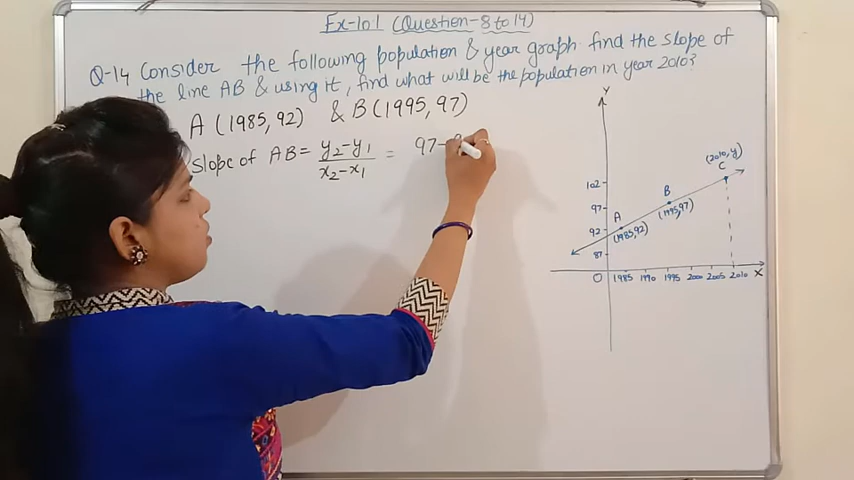 Ex-10.1 (Question-8 to 14)
Q-14 Consider the following population & year graph find the slope of
the line AB & using it, find what will be the population in year 2010?
A (1985, 92) & B (1995, 97)
slope of AB = y₂-y₁ / x₂-x₁ = 97-9
Y
(2010, y)
C
102
B
97
(1995, 97)
A
92
(1985, 92)
87
O 1985 1990 1995 2000 2005 2010 X